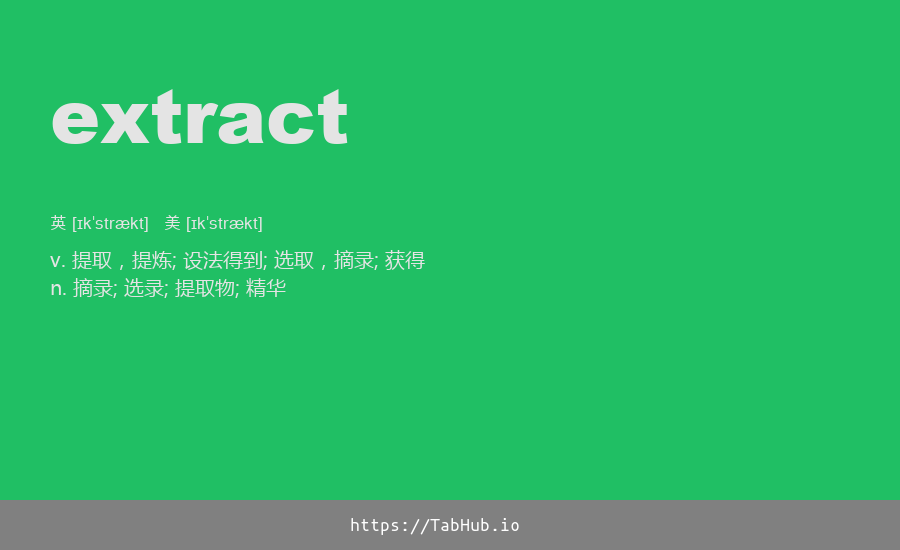 extract
英 [ɪkˈstrækt] 美 [ɪkˈstrækt]
v. 提取，提炼; 设法得到; 选取，摘录; 获得
n. 摘录; 选录; 提取物; 精华
https://TabHub.io